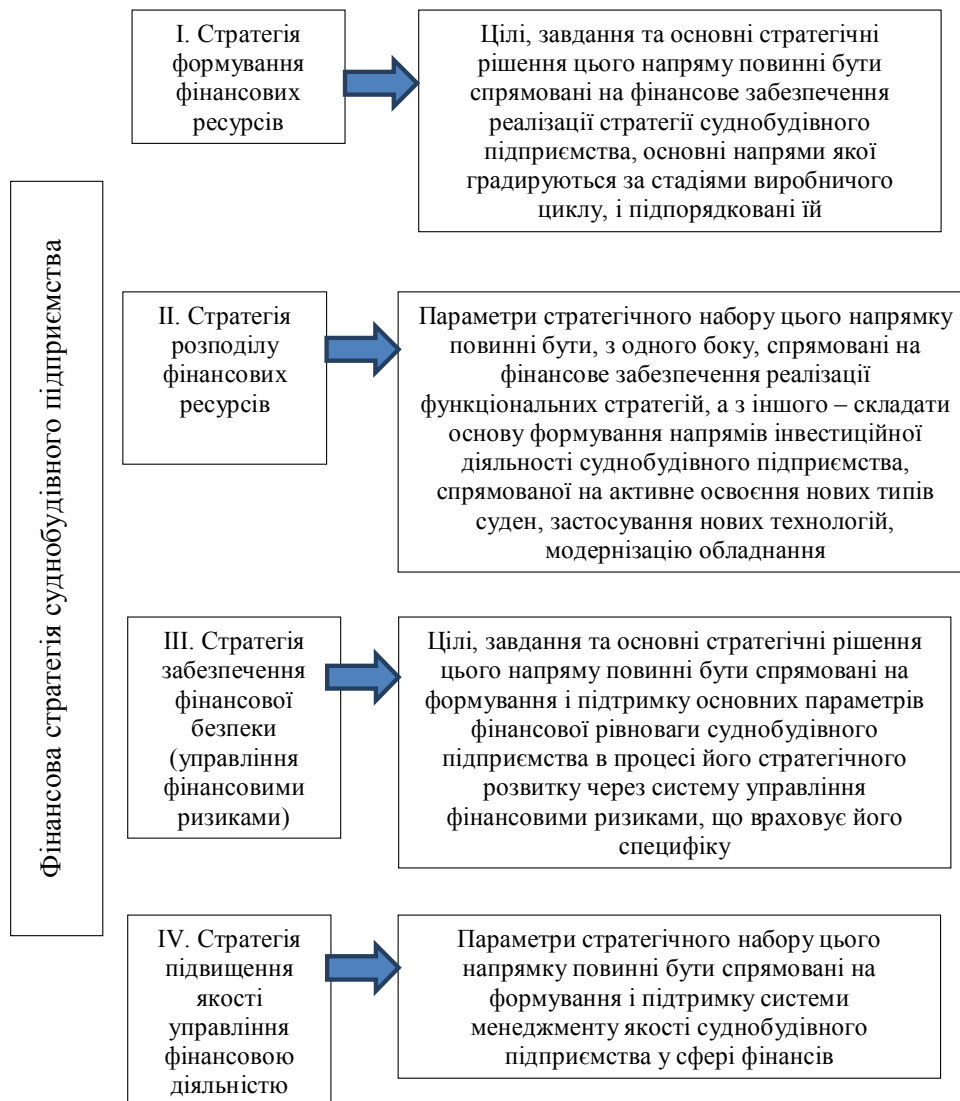 Фінансова стратегія суднобудівного підприємства
І. Стратегія
формування
фінансових
ресурсів
Цілі, завдання та основні стратегічні
рішення цього напряму повинні бути
спрямовані на фінансове забезпечення
реалізації стратегії суднобудівного
підприємства, основні напрями якої
градируються за стадіями виробничого
циклу, і підпорядковані їй
ІІ. Стратегія
розподілу
фінансових
ресурсів
Параметри стратегічного набору цього напрямку
повинні бути, з одного боку, спрямовані на
фінансове забезпечення реалізації
функціональних стратегій, а з іншого – складати
основу формування напрямів інвестиційної
діяльності суднобудівного підприємства,
спрямованої на активне освоєння нових типів
суден, застосування нових технологій,
модернізацію обладнання
ІІІ. Стратегія
забезпечення
фінансової
безпеки
(управління
фінансовими
ризиками)
Цілі, завдання та основні стратегічні рішення
цього напряму повинні бути спрямовані на
формування і підтримку основних параметрів
фінансової рівноваги суднобудівного
підприємства в процесі його стратегічного
розвитку через систему управління
фінансовими ризиками, що враховує його
специфіку
IV. Стратегія
підвищення
якості
управління
фінансовою
діяльністю
Параметри стратегічного набору цього
напрямку повинні бути спрямовані на
формування і підтримку системи
менеджменту якості суднобудівного
підприємства у сфері фінансів